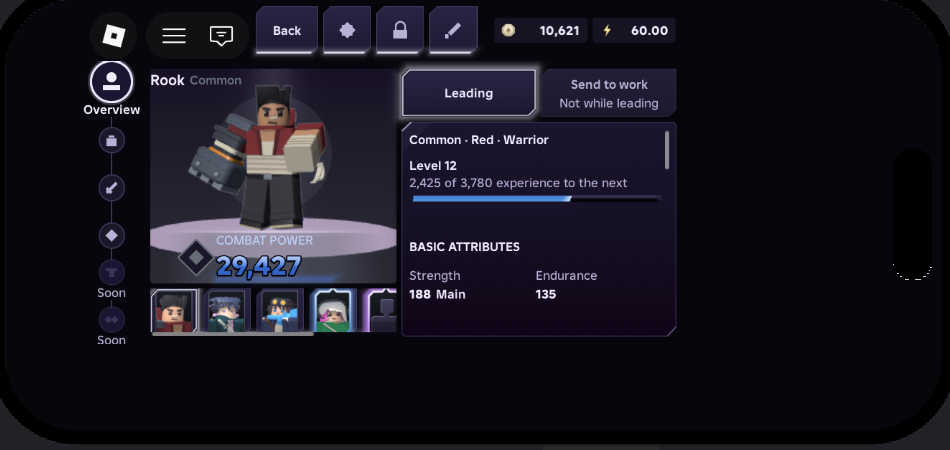 Back
10,621
60.00
Overview
Rook Common
Leading
Send to work
Not while leading
Common · Red · Warrior
Level 12
2,425 of 3,780 experience to the next
COMBAT POWER
29,427
BASIC ATTRIBUTES
Strength
Endurance
188 Main
135
Soon
Soon